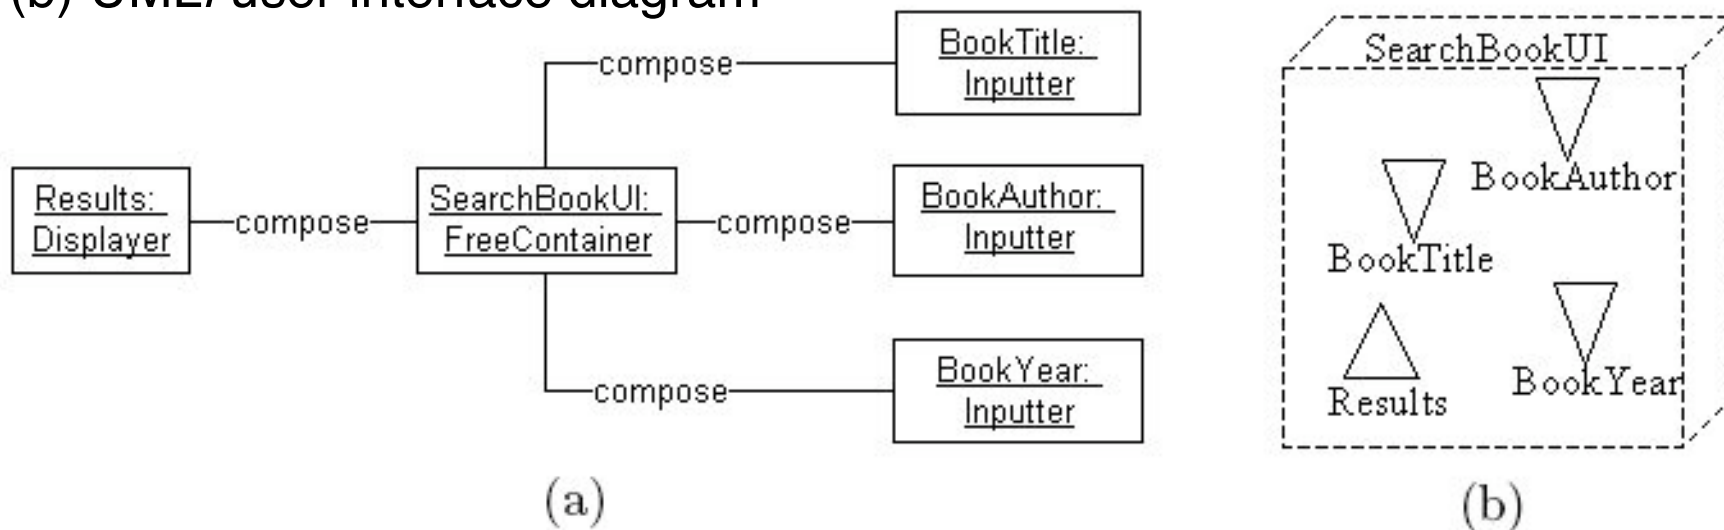 (b) UML/ user interface diagram
BookTitle:
Inputter
compose
Results:
Displayer
compose
SearchBookUI:
FreeContainer
compose
BookAuthor:
Inputter
compose
BookYear:
Inputter
(a)
SearchBookUI
BookAuthor
BookTitle
BookYear
Results
(b)